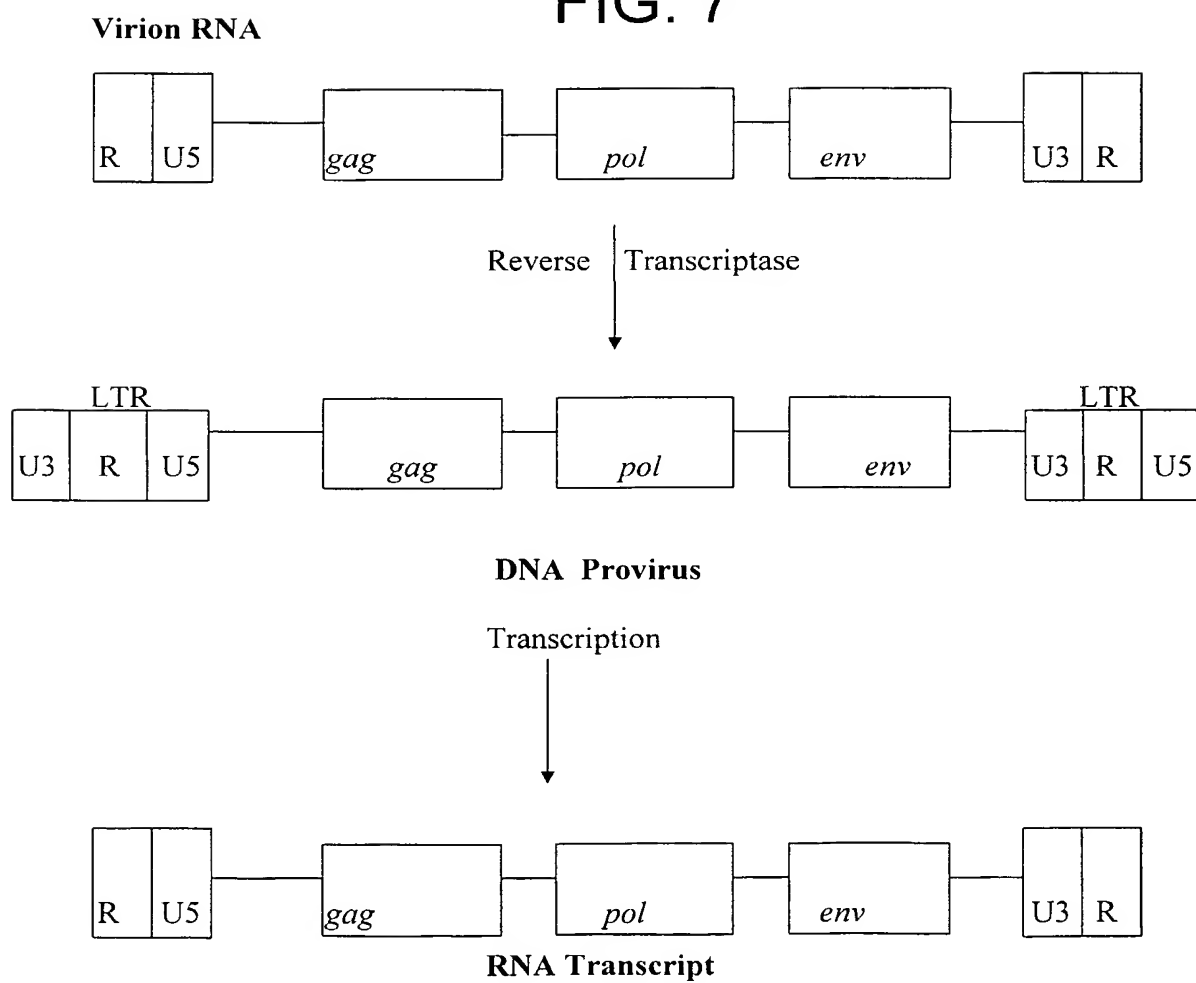 FIG. 7
Virion RNA
R U5 gag pol env U3 R
Reverse Transcriptase
LTR LTR
U3 R U5 gag pol env U3 R U5
DNA Provirus
Transcription
R U5 gag pol env U3 R
RNA Transcript